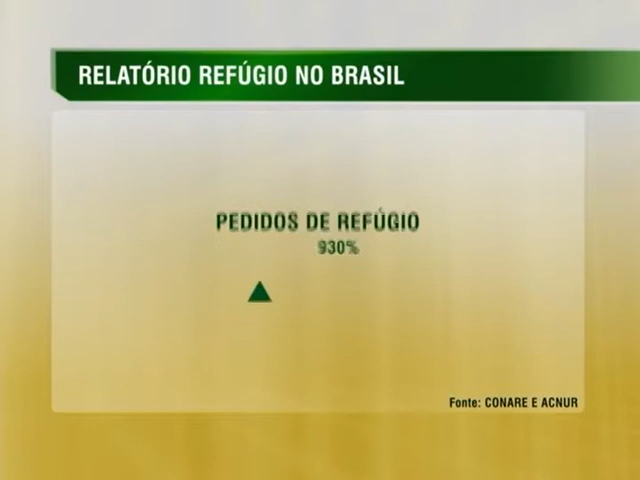 RELATÓRIO REFÚGIO NO BRASIL
PEDIDOS DE REFÚGIO
930%
Fonte: CONARE E ACNUR